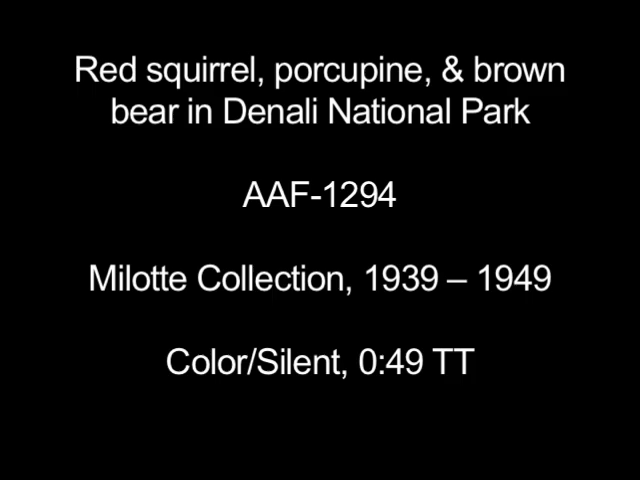 Red squirrel, porcupine, & brown
bear in Denali National Park
AAF-1294
Milotte Collection, 1939 – 1949
Color/Silent, 0:49 TT